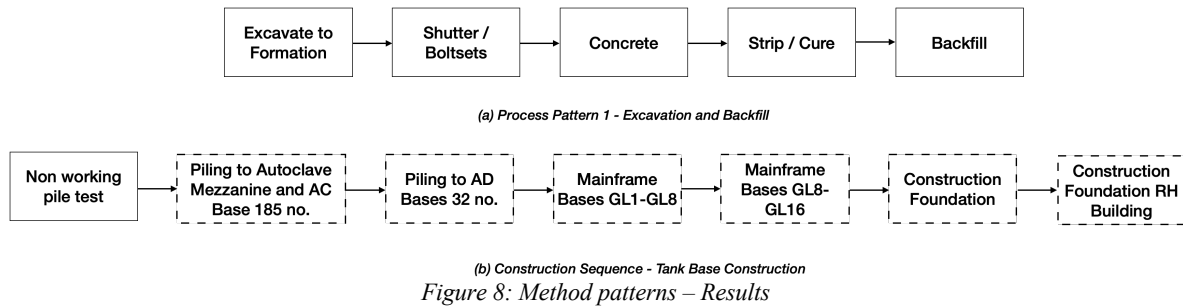 Excavate to
Formation
Shutter /
Boltsets
Concrete
Strip / Cure
Backfill
(a) Process Pattern 1 - Excavation and Backfill
Non working
pile test
Piling to Autoclave
Mezzanine and AC
Base 185 no.
Piling to AD
Bases 32 no.
Mainframe
Bases GL1-GL8
Mainframe
Bases GL8-
GL16
Construction
Foundation
Construction
Foundation RH
Building
(b) Construction Sequence - Tank Base Construction
Figure 8: Method patterns – Results